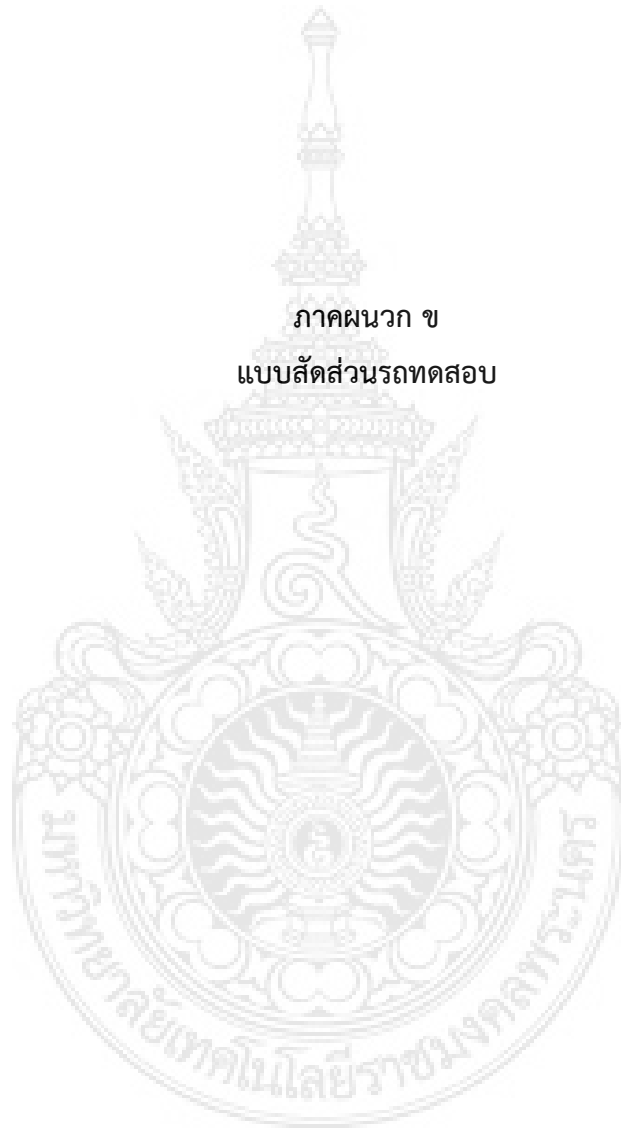 ภาคผนวก ข
แบบสัดส่วนรถทดสอบ
มหาวิทยาลัยเทคโนโลยีราชมงคลพระนคร